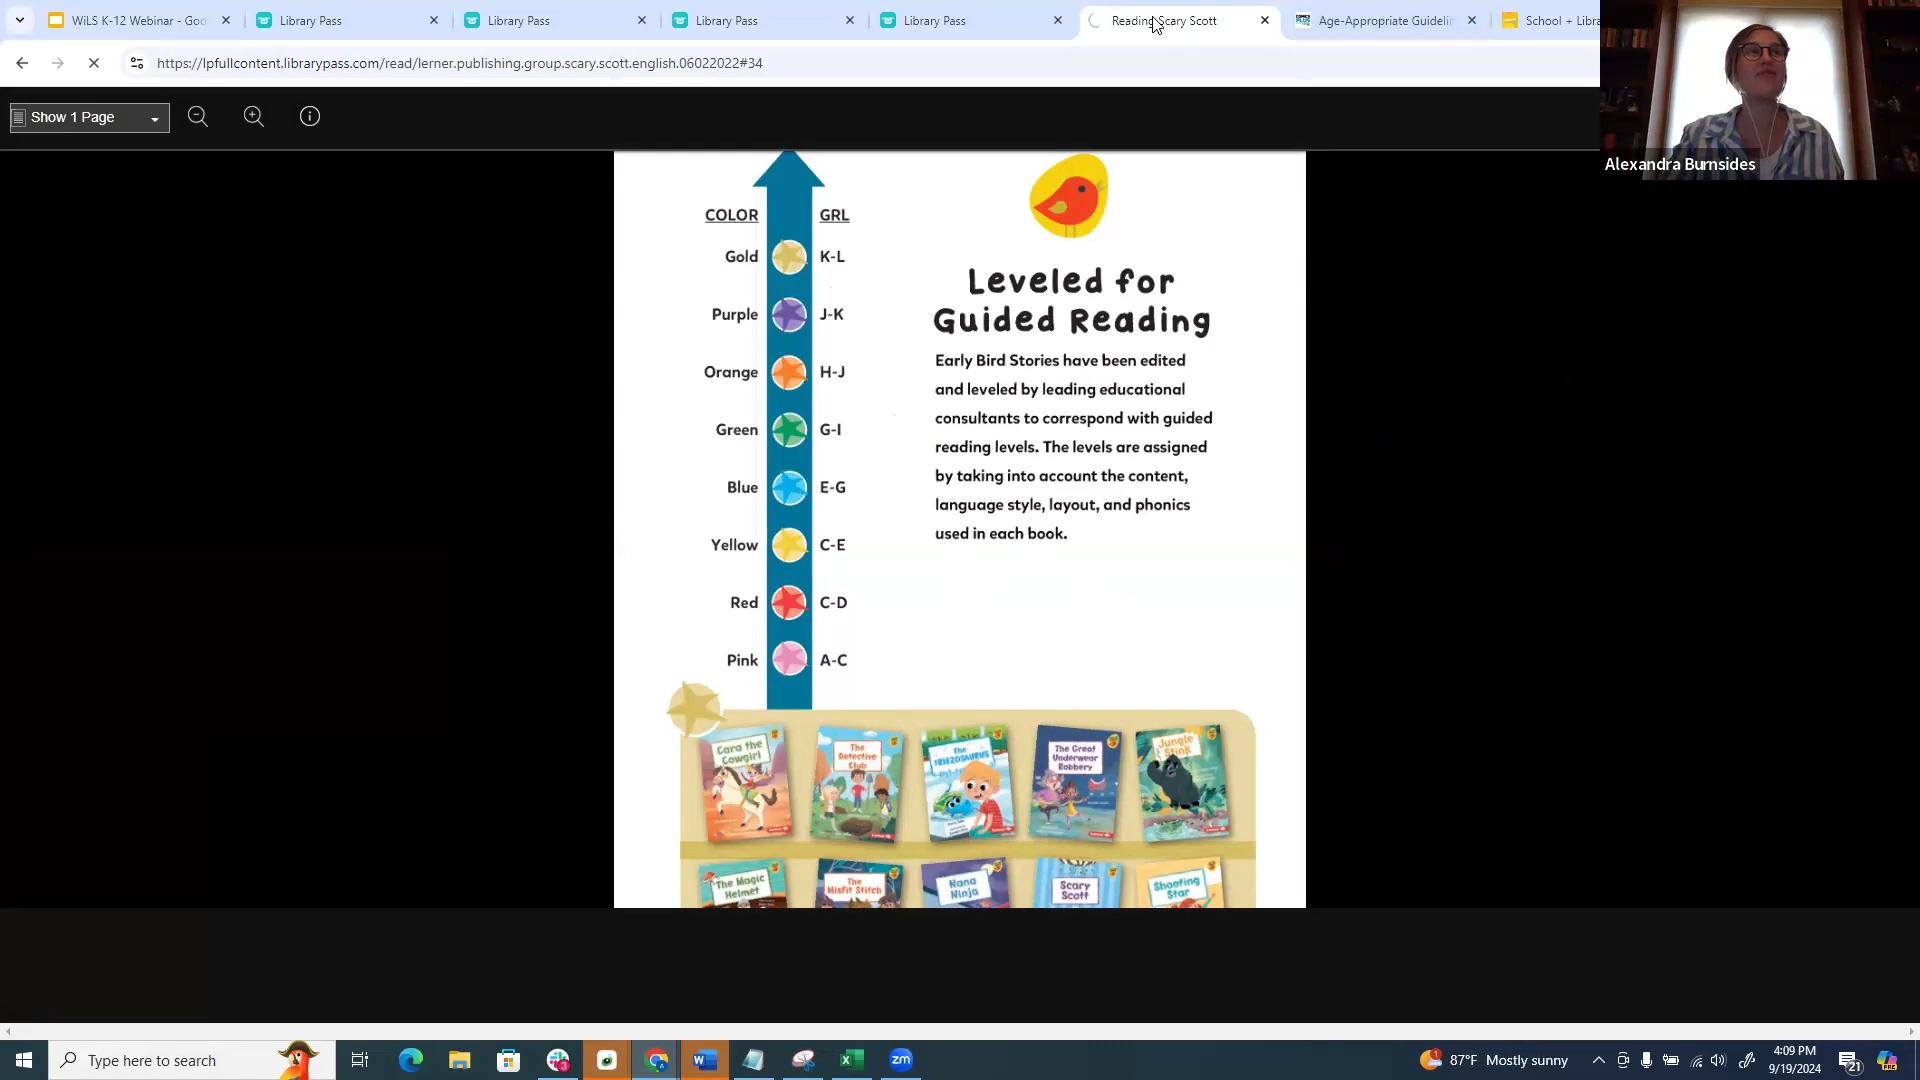 WiLS K-12 Webinar - Goo
Library Pass
Library Pass
Library Pass
Library Pass
Reading Scary Scott
Age-Appropriate Guidelin
School + Libra
https://lpfullcontent.librarypass.com/read/lerner.publishing.group.scary.scott.english.06022022#34
Show 1 Page
Alexandra Burnsides
COLOR GRL
Gold K-L
Purple J-K
Orange H-J
Green G-I
Blue E-G
Yellow C-E
Red C-D
Pink A-C
Leveled for
Guided Reading
Early Bird Stories have been edited
and leveled by leading educational
consultants to correspond with guided
reading levels. The levels are assigned
by taking into account the content,
language style, layout, and phonics
used in each book.
Cara the
Cowgirl
The
Detective
Club
The
The Great
Underwear
Robbery
Jungle
Stink
The Magic
Helmet
The
Misfit Stitch
Nana
Ninja
Scary
Scott
Shooting
Star
Type here to search
87°F Mostly sunny
4:09 PM
9/19/2024
21